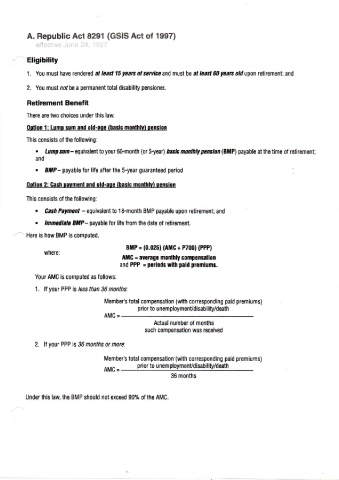 A. Republic Act 8291 (GSIS Act of 1997)
effective June 24, 1997
Eligibility
1. You must have rendered at least 15 years of service and must be at least 60 years old upon retirement; and
2. You must not be a permanent total disability pensioner.
Retirement Benefit
There are two choices under this law.
Option 1: Lump sum and old-age (basic monthly) pension
This consists of the following:
• Lump sum – equivalent to your 60-month (or 5-year) basic monthly pension (BMP) payable at the time of retirement;
and
• BMP – payable for life after the 5-year guaranteed period
Option 2: Cash payment and old-age (basic monthly) pension
This consists of the following:
• Cash Payment – equivalent to 18-month BMP payable upon retirement; and
• Immediate BMP – payable for life from the date of retirement.
Here is how BMP is computed.
BMP = (0.025) (AMC + P700) (PPP)
where:
AMC = average monthly compensation
and PPP = periods with paid premiums.
Your AMC is computed as follows:
1. If your PPP is less than 36 months:
Member's total compensation (with corresponding paid premiums)
prior to unemployment/disability/death
AMC =
Actual number of months
such compensation was received
2. If your PPP is 36 months or more:
Member's total compensation (with corresponding paid premiums)
prior to unemployment/disability/death
AMC =
36 months
Under this law, the BMP should not exceed 90% of the AMC.